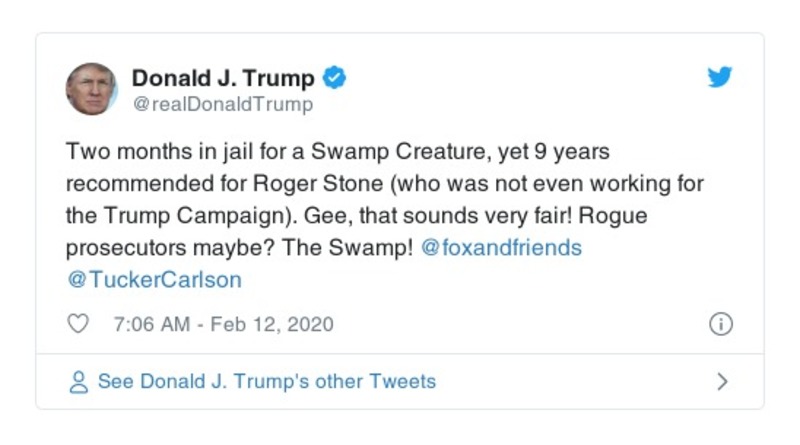 Donald J. Trump
@realDonaldTrump
Two months in jail for a Swamp Creature, yet 9 years
recommended for Roger Stone (who was not even working for
the Trump Campaign). Gee, that sounds very fair! Rogue
prosecutors maybe? The Swamp! @foxandfriends
@TuckerCarlson
7:06 AM - Feb 12, 2020
See Donald J. Trump's other Tweets